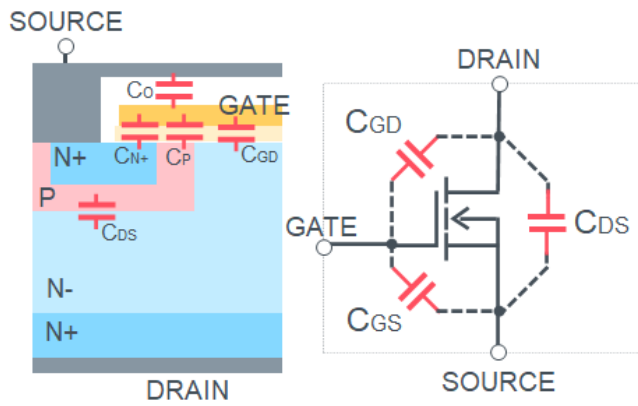 SOURCE
Co
GATE
N+
CN+
CP
CGD
P
CDS
N-
N+
DRAIN
DRAIN
CGD
CDS
GATE
CGS
SOURCE